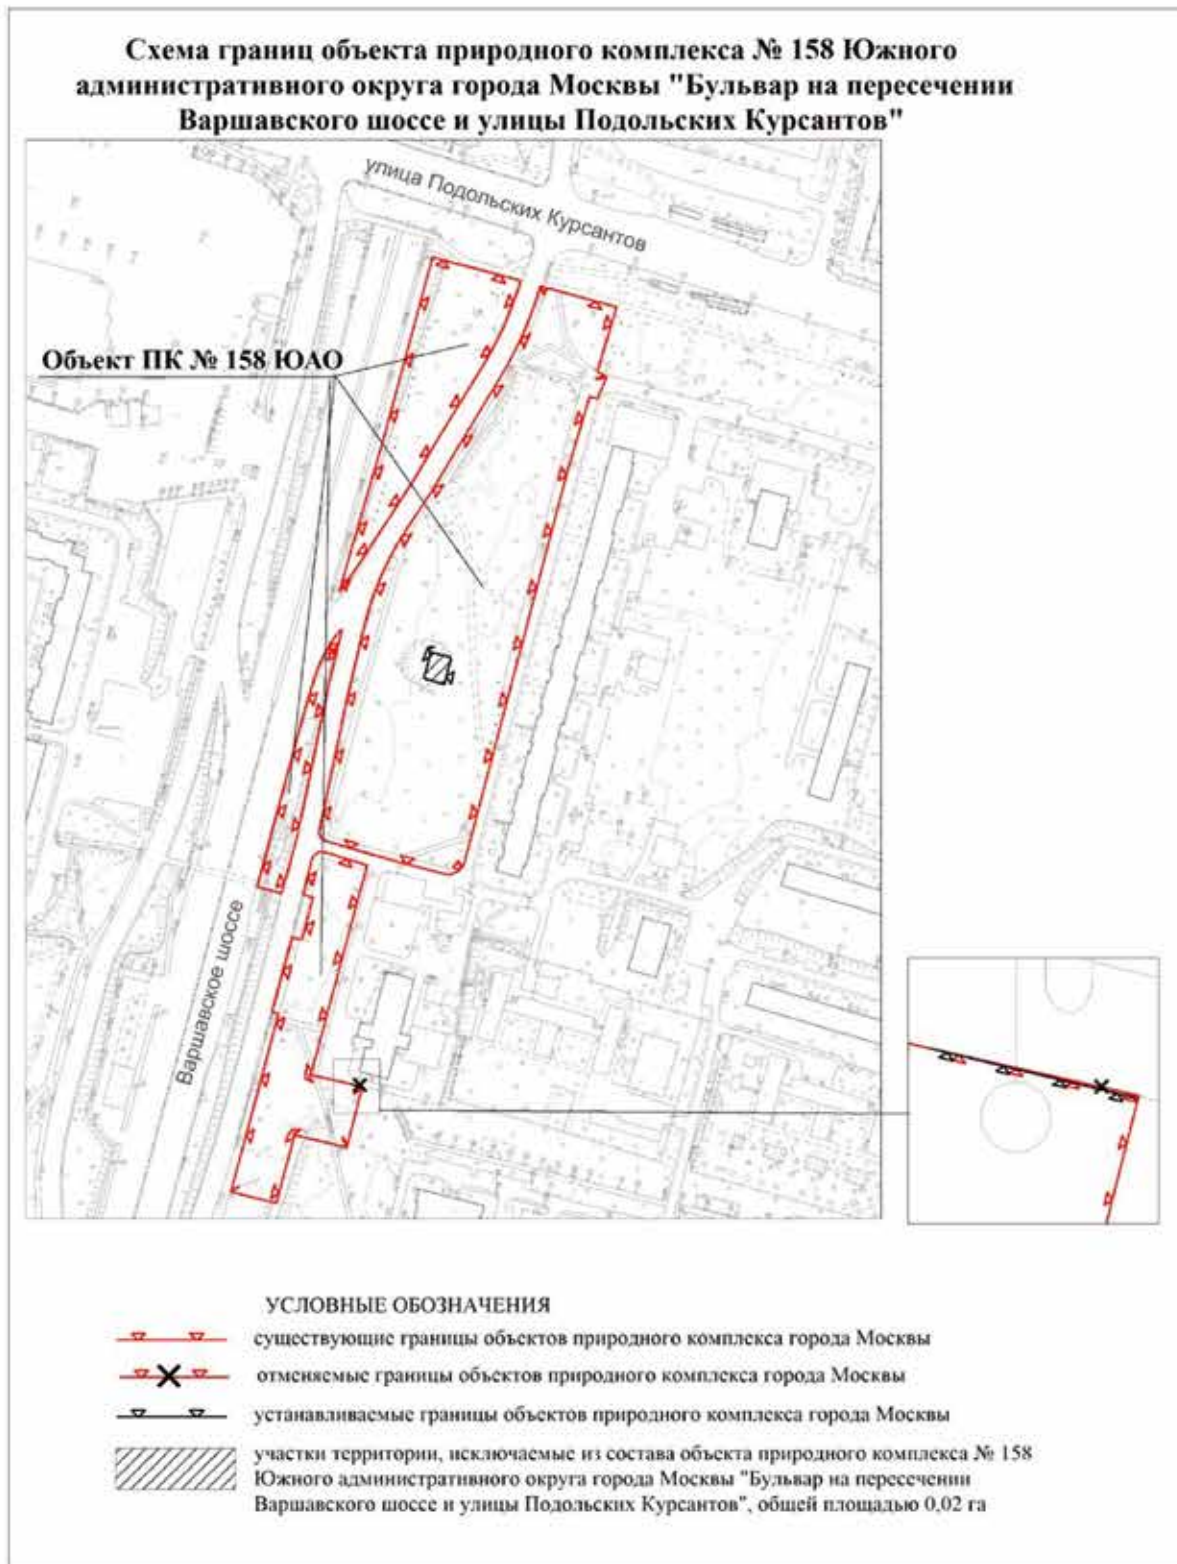 Схема границ объекта природного комплекса № 158 Южного
административного округа города Москвы "Бульвар на пересечении
Варшавского шоссе и улицы Подольских Курсантов"
улица Подольских Курсантов
Объект ПК № 158 ЮАО
Варшавское шоссе
УСЛОВНЫЕ ОБОЗНАЧЕНИЯ
существующие границы объектов природного комплекса города Москвы
отменяемые границы объектов природного комплекса города Москвы
устанавливаемые границы объектов природного комплекса города Москвы
участки территории, исключаемые из состава объекта природного комплекса № 158
Южного административного округа города Москвы "Бульвар на пересечении
Варшавского шоссе и улицы Подольских Курсантов", общей площадью 0,02 га